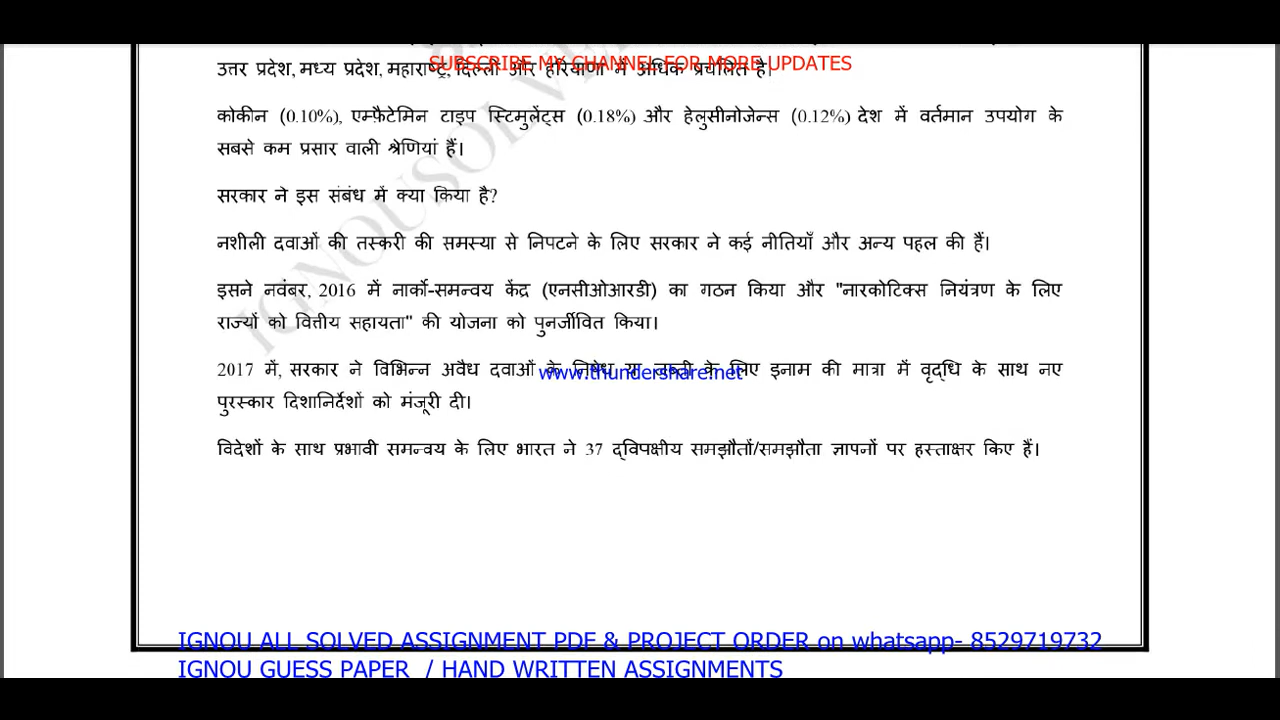 SUBSCRIBE MY CHANNEL FOR MORE UPDATES
उत्तर प्रदेश, मध्य प्रदेश, महाराष्ट्र, दिल्ली और हरियाणा में अधिक प्रचलित है।
कोकीन (0.10%), एम्फ़ैटेमिन टाइप स्टिमुलेंट्स (0.18%) और हेलुसीनोजेन्स (0.12%) देश में वर्तमान उपयोग के
सबसे कम प्रसार वाली श्रेणियां हैं।
सरकार ने इस संबंध में क्या किया है?
नशीली दवाओं की तस्करी की समस्या से निपटने के लिए सरकार ने कई नीतियाँ और अन्य पहल की हैं।
इसने नवंबर, 2016 में नार्को-समन्वय केंद्र (एनसीओआरडी) का गठन किया और "नारकोटिक्स नियंत्रण के लिए
राज्यों को वित्तीय सहायता" की योजना को पुनर्जीवित किया।
2017 में, सरकार ने विभिन्न अवैध दवाओं के निषेध या जब्ती के लिए इनाम की मात्रा में वृद्धि के साथ नए
www.thundershare.net
पुरस्कार दिशानिर्देशों को मंजूरी दी।
विदेशों के साथ प्रभावी समन्वय के लिए भारत ने 37 द्विपक्षीय समझौतों/समझौता ज्ञापनों पर हस्ताक्षर किए हैं।
IGNOU ALL SOLVED ASSIGNMENT PDF & PROJECT ORDER on whatsapp- 8529719732
IGNOU GUESS PAPER / HAND WRITTEN ASSIGNMENTS